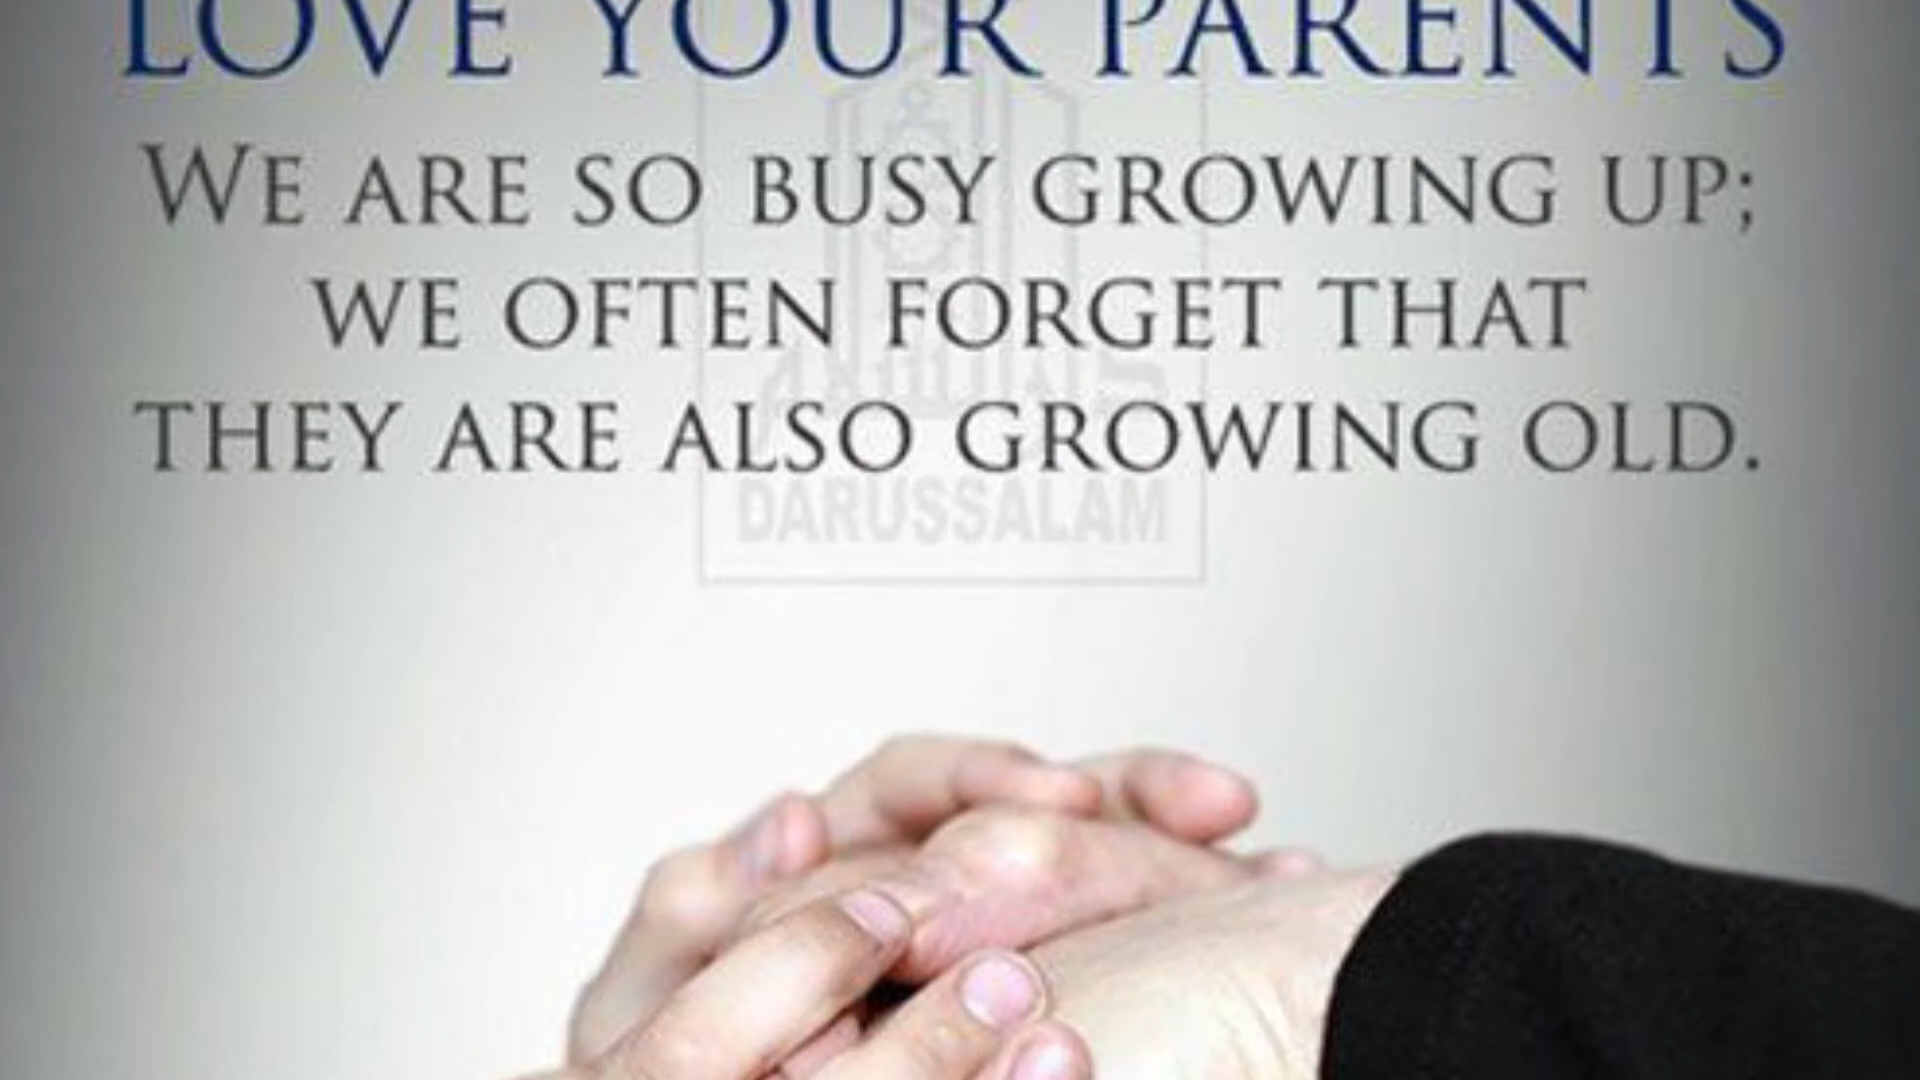 LOVE YOUR PARENTS
WE ARE SO BUSY GROWING UP;
WE OFTEN FORGET THAT
THEY ARE ALSO GROWING OLD.
DARUSSALAM